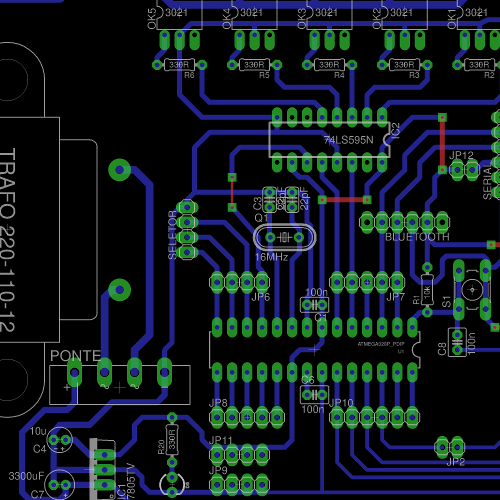 OK5 3021
OK4 3021
OK3 3021
OK2 3021
OK1 3021
330R
330R
330R
330R
330R
R6
R5
R4
R3
R2
74LS595N
IC2
JP12
SERIAL
TRAFO 220-110-12
SELETOR
C3
22pF
22pF
Q1
16MHz
BLUETOOTH
JP6
100n
JP7
R1
10k
S1
ATMEGA328P_PDIP
U1
C8
100n
PONTE
+
-
C6
100n
JP8
JP10
10u
C4
R20
330R
JP11
JP2
3300uF
C7
IC1
7805TV
JP9